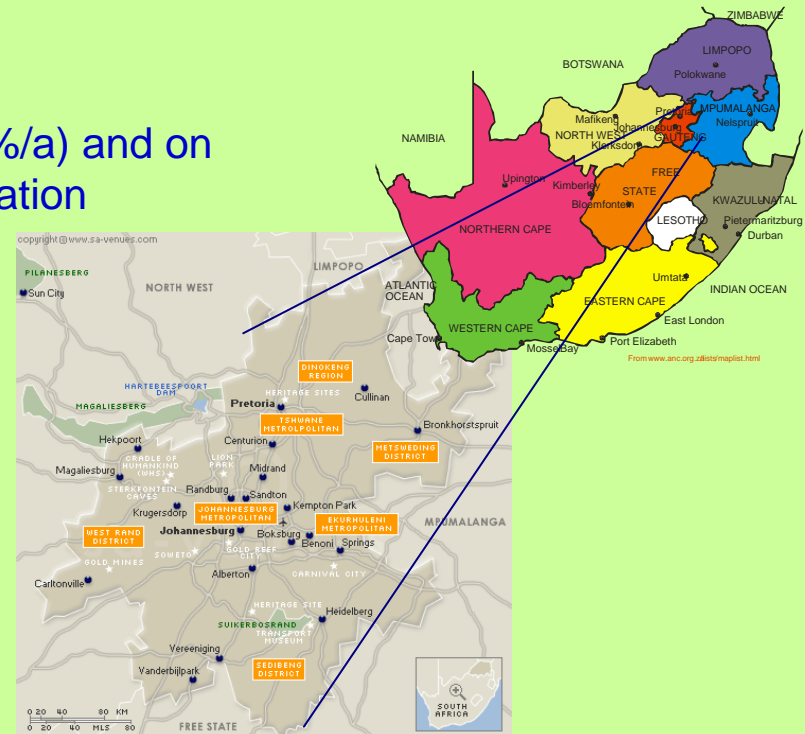 %/a) and on
ation
ZIMBABWE
LIMPOPO
BOTSWANA
Polokwane
MPUMALANGA
Pretoria
Nelspruit
Mafikeng
Johannesburg
NAMIBIA
NORTH WEST
GAUTENG
Klerksdorp
FREE
Upington
Kimberley
STATE
KWAZULU-NATAL
Bloemfontein
LESOTHO
Pietermaritzburg
NORTHERN CAPE
Durban
Umtata
ATLANTIC
OCEAN
INDIAN OCEAN
EASTERN CAPE
WESTERN CAPE
East London
Cape Town
Port Elizabeth
Mossel Bay
From www.anc.org.za/lists/maplist.html
copyright@www.sa-venues.com
LIMPOPO
PILANESBERG
NORTH WEST
Sun City
DINOKENG
REGION
HARTEBEESPOORT
DAM
HERITAGE SITES
Cullinan
MAGALIESBERG
Pretoria
TSHWANE
METROLPOLITAN
Bronkhorstspruit
Hekpoort
Centurion
METSWEDING
DISTRICT
CRADLE OF
HUMANKIND
(WHS)
LION
PARK
Magaliesburg
Midrand
STERKFONTEIN
CAVES
Randburg
Sandton
Krugersdorp
Kempton Park
JOHANNESBURG
METROPOLITAN
EKURHULENI
METROPOLITAN
MPUMALANGA
WEST RAND
DISTRICT
Johannesburg
Boksburg
Benoni
Springs
SOWETO
GOLD REEF
CITY
GOLD MINES
Alberton
CARNIVAL CITY
Carltonville
HERITAGE SITE
Heidelberg
SUIKERBOSRAND
TRANSPORT
MUSEUM
Vereeniging
Vanderbijlpark
SEDIBENG
DISTRICT
SOUTH
AFRICA
0 20 40 80 KM
0 20 40 MLS 80
FREE STATE